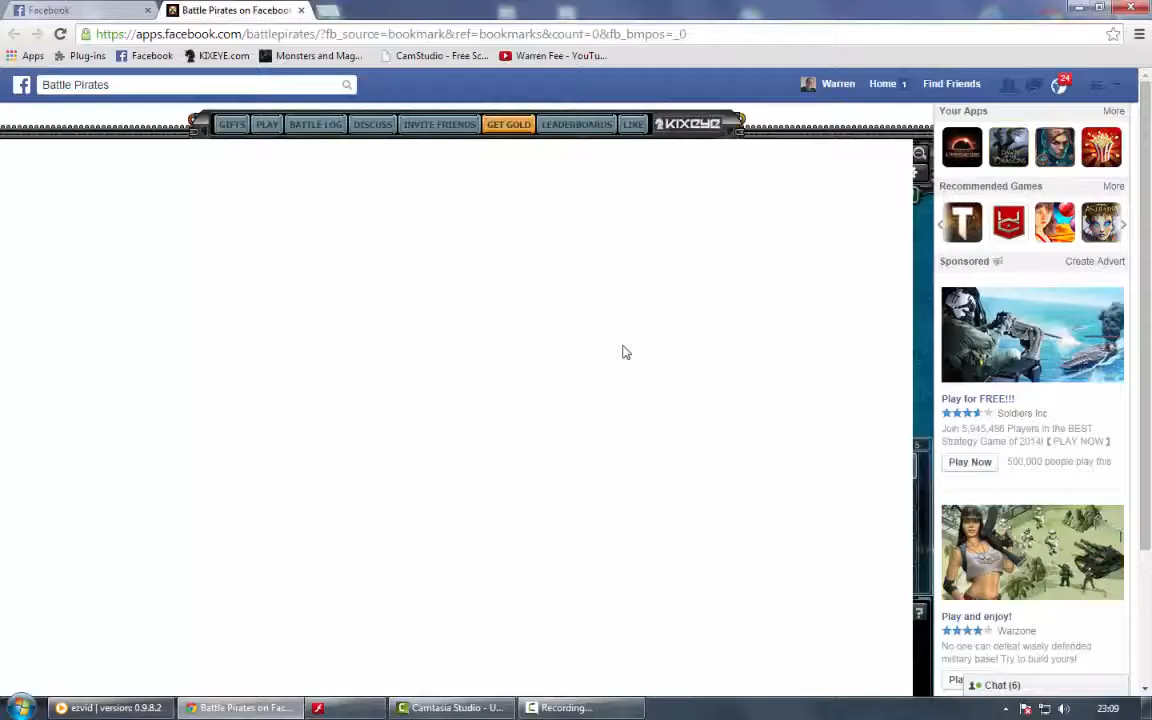 Facebook
Battle Pirates on Facebook
https://apps.facebook.com/battlepirates/?fb_source=bookmark&ref=bookmarks&count=0&fb_bmpos=_0
Apps Plug-ins Facebook KIXEYE.com Monsters and Mag... CamStudio - Free Sc... Warren Fee - YouTu...
Battle Pirates
Warren Home 1 Find Friends 24
GIFTS PLAY BATTLE LOG DISCUSS INVITE FRIENDS GET GOLD LEADERBOARDS LIKE KIXEYE
Your Apps More
Recommended Games More
Sponsored Create Advert
Play for FREE!!!
Soldiers Inc
Join 5,945,486 Players in the BEST
Strategy Game of 2014!【PLAY NOW】
Play Now 500,000 people play this
Play and enjoy!
Warzone
No one can defeat wisely defended
military base! Try to build yours!
Chat (6)
ezvid | version: 0.9.8.2 Battle Pirates on Fac... Camtasia Studio - U... Recording... 23:09